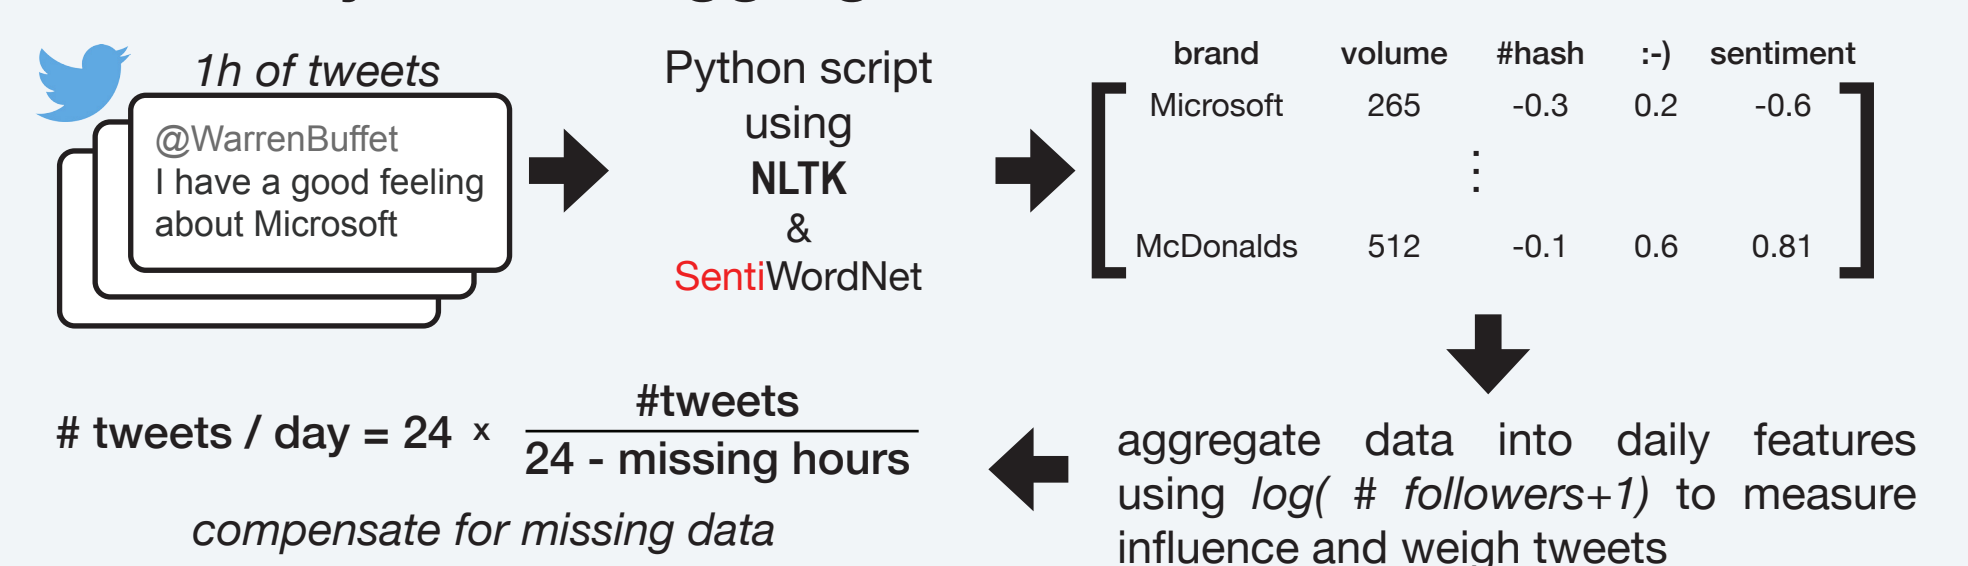 1h of tweets
@WarrenBuffet
I have a good feeling
about Microsoft
Python script
using
NLTK
&
SentiWordNet
brand volume #hash :-) sentiment
Microsoft 265 -0.3 0.2 -0.6
⋮
McDonalds 512 -0.1 0.6 0.81
aggregate data into daily features
using log( # followers+1) to measure
influence and weigh tweets
#tweets
# tweets / day = 24 x
24 - missing hours
compensate for missing data